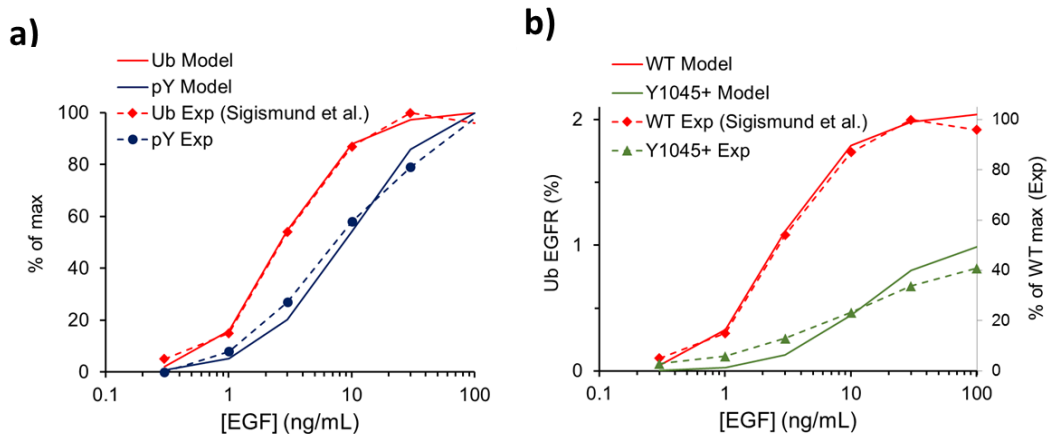 a)
Ub Model
pY Model
Ub Exp (Sigismund et al.)
pY Exp
100
80
60
40
20
0
% of max
0.1
1
10
100
[EGF] (ng/mL)
b)
WT Model
Y1045+ Model
WT Exp (Sigismund et al.)
Y1045+ Exp
2
1
0
Ub EGFR (%)
100
80
60
40
20
0
% of WT max (Exp)
0.1
1
10
100
[EGF] (ng/mL)